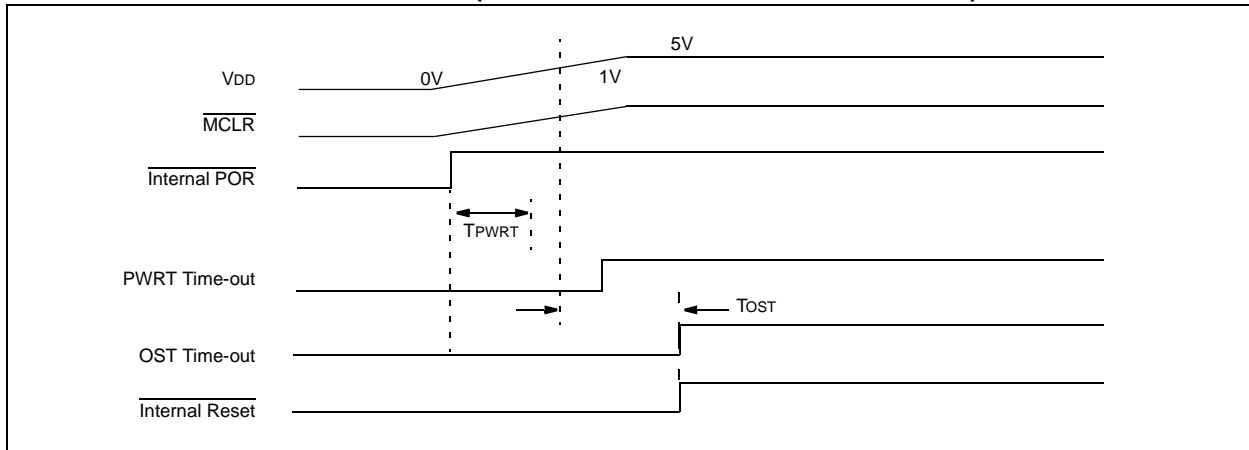 5V
VDD
0V
1V
MCLR
Internal POR
TPWRT
PWRT Time-out
TOST
OST Time-out
Internal Reset